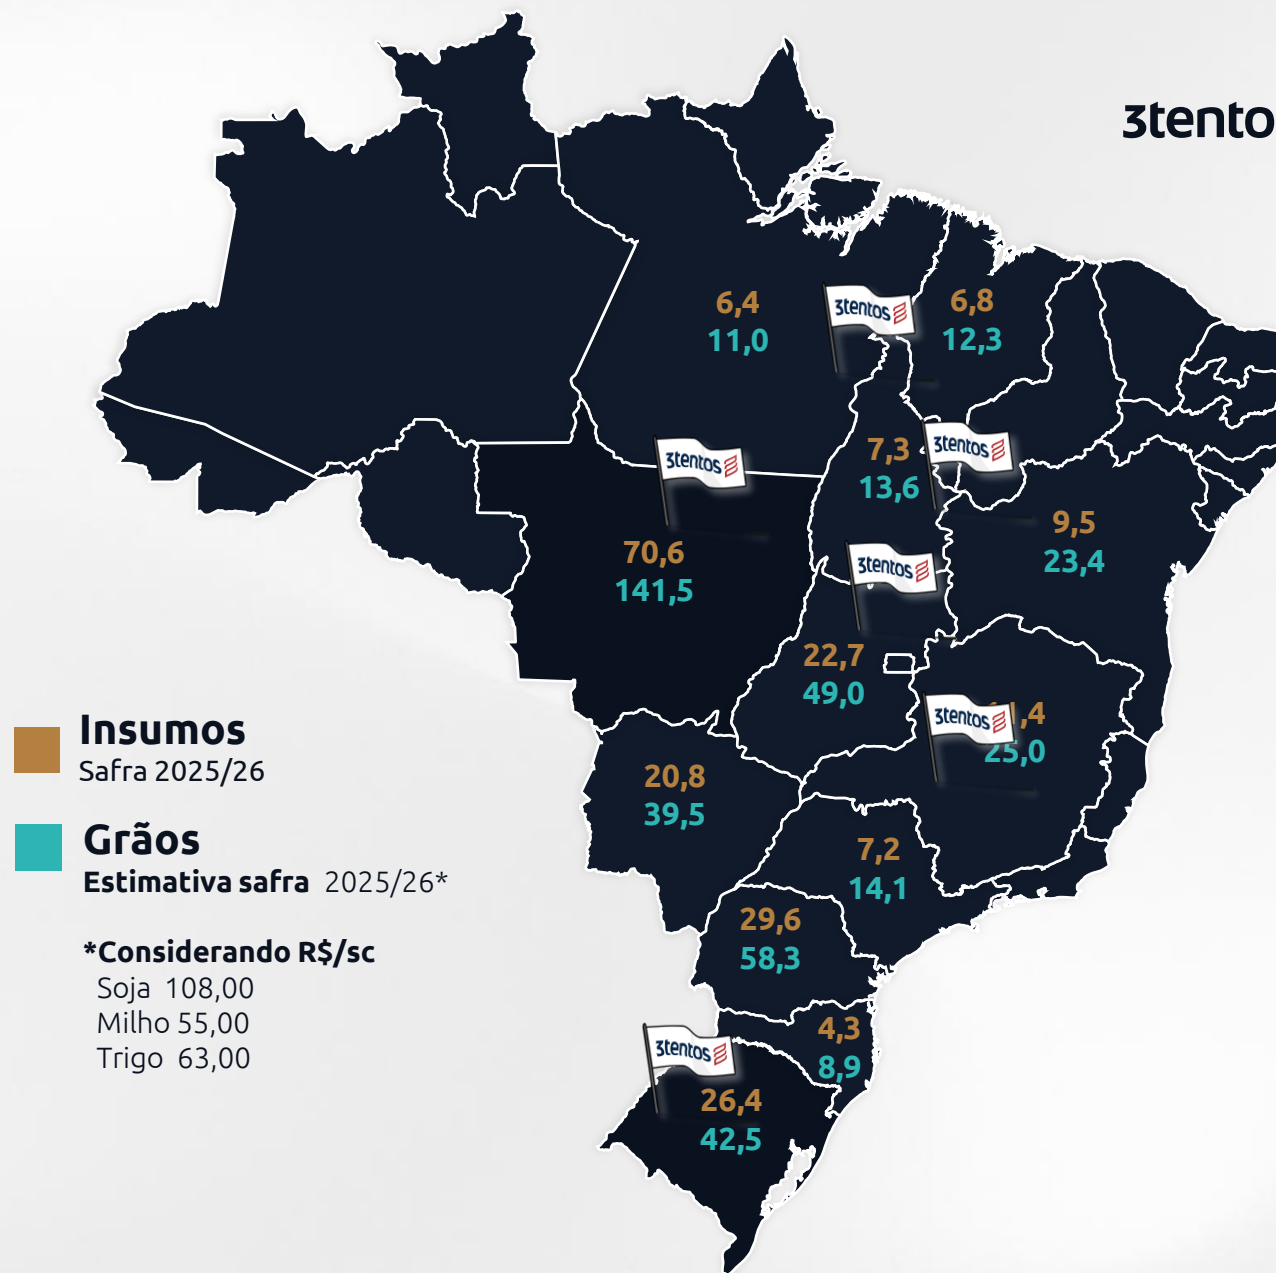 3tento
6,4
11,0
3tentos
6,8
12,3
3tentos
7,3
13,6
3tentos
9,5
23,4
70,6
141,5
3tentos
22,7
49,0
3tentos
,4
25,0
Insumos
Safra 2025/26
20,8
39,5
Grãos
Estimativa safra 2025/26*
7,2
14,1
29,6
58,3
*Considerando R$/sc
Soja 108,00
Milho 55,00
Trigo 63,00
4,3
8,9
3tentos
26,4
42,5